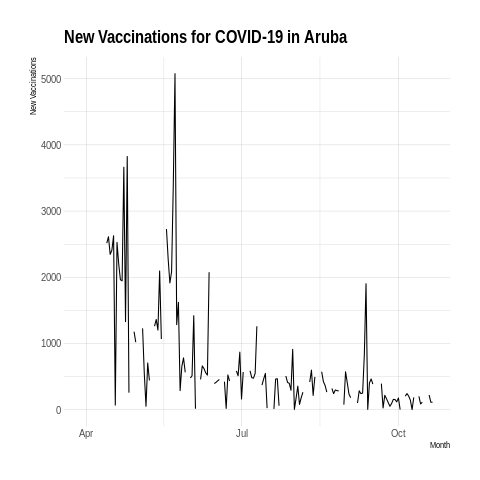 New Vaccinations for COVID-19 in Aruba
New Vaccinations
5000
4000
3000
2000
1000
0
Apr
Jul
Oct
Month